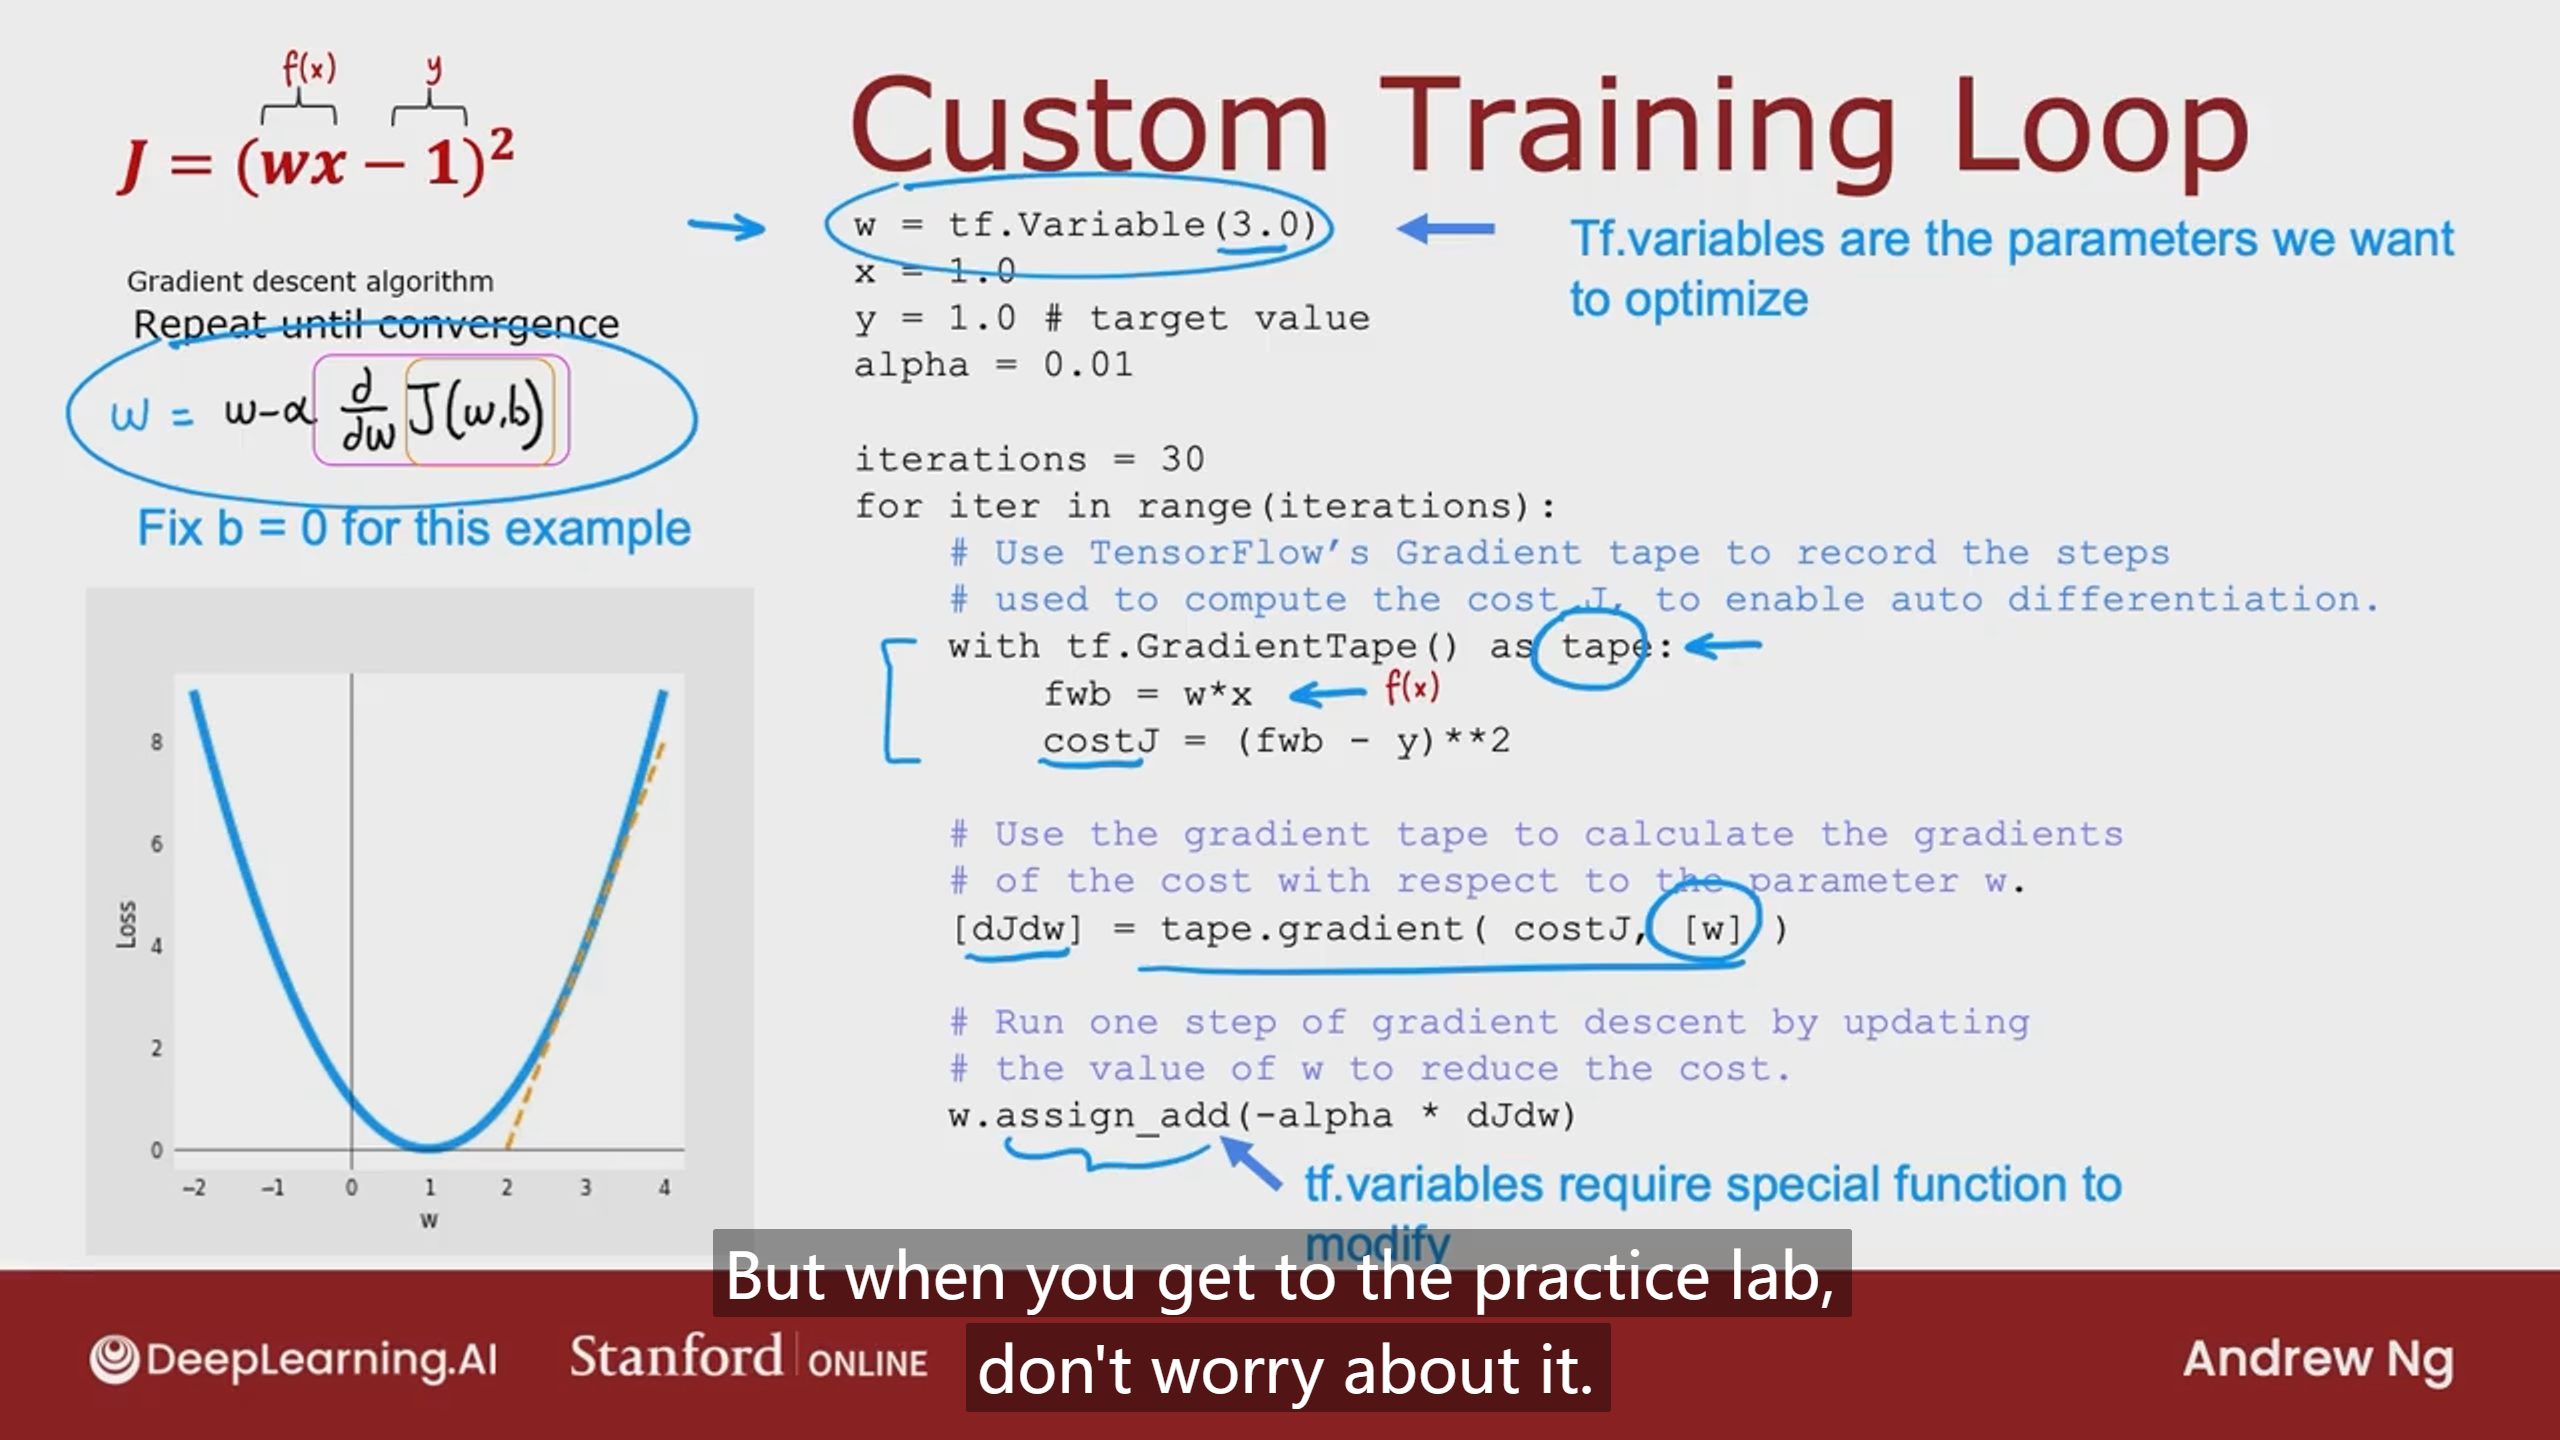 f(x) y
J = (wx − 1)²
Gradient descent algorithm
Repeat until convergence
w = w-α d/dw J(w,b)
Fix b = 0 for this example
Loss
8
6
4
2
0
−2 −1 0 1 2 3 4
w
Custom Training Loop
w = tf.Variable(3.0)
x = 1.0
y = 1.0 # target value
alpha = 0.01
Tf.variables are the parameters we want
to optimize
iterations = 30
for iter in range(iterations):
# Use TensorFlow’s Gradient tape to record the steps
# used to compute the cost J, to enable auto differentiation.
with tf.GradientTape() as tape:
fwb = w*x f(x)
costJ = (fwb - y)**2
# Use the gradient tape to calculate the gradients
# of the cost with respect to the parameter w.
[dJdw] = tape.gradient( costJ, [w] )
# Run one step of gradient descent by updating
# the value of w to reduce the cost.
w.assign_add(-alpha * dJdw)
tf.variables require special function to
modify
But when you get to the practice lab,
don't worry about it.
DeepLearning.AI Stanford ONLINE Andrew Ng